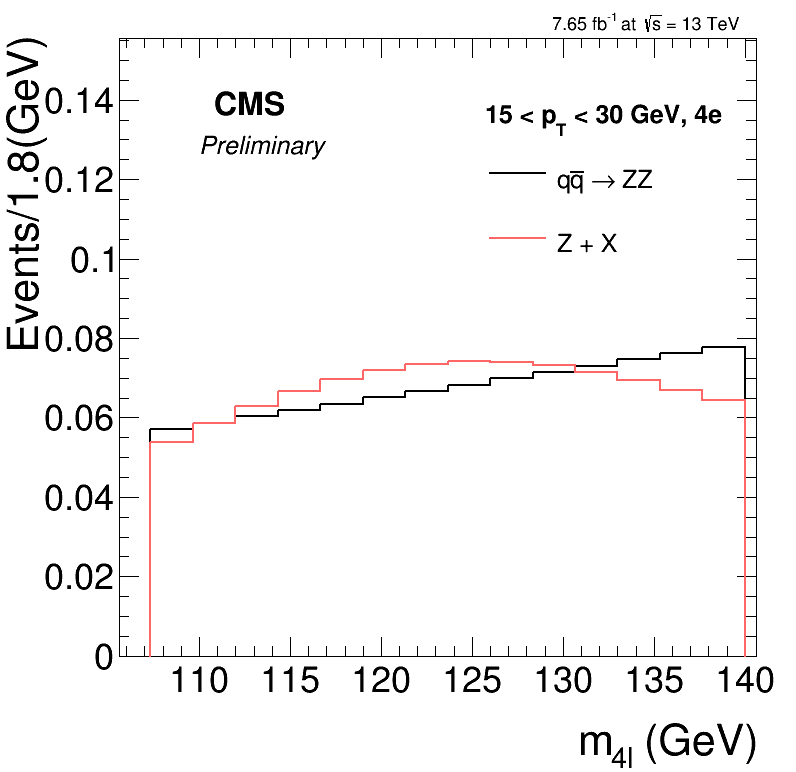 7.65 fb⁻¹ at √s = 13 TeV
Events/1.8(GeV)
CMS
Preliminary
15 < p_T < 30 GeV, 4e
qq̅ → ZZ
Z + X
0.14
0.12
0.1
0.08
0.06
0.04
0.02
0
110 115 120 125 130 135 140
m_4l (GeV)